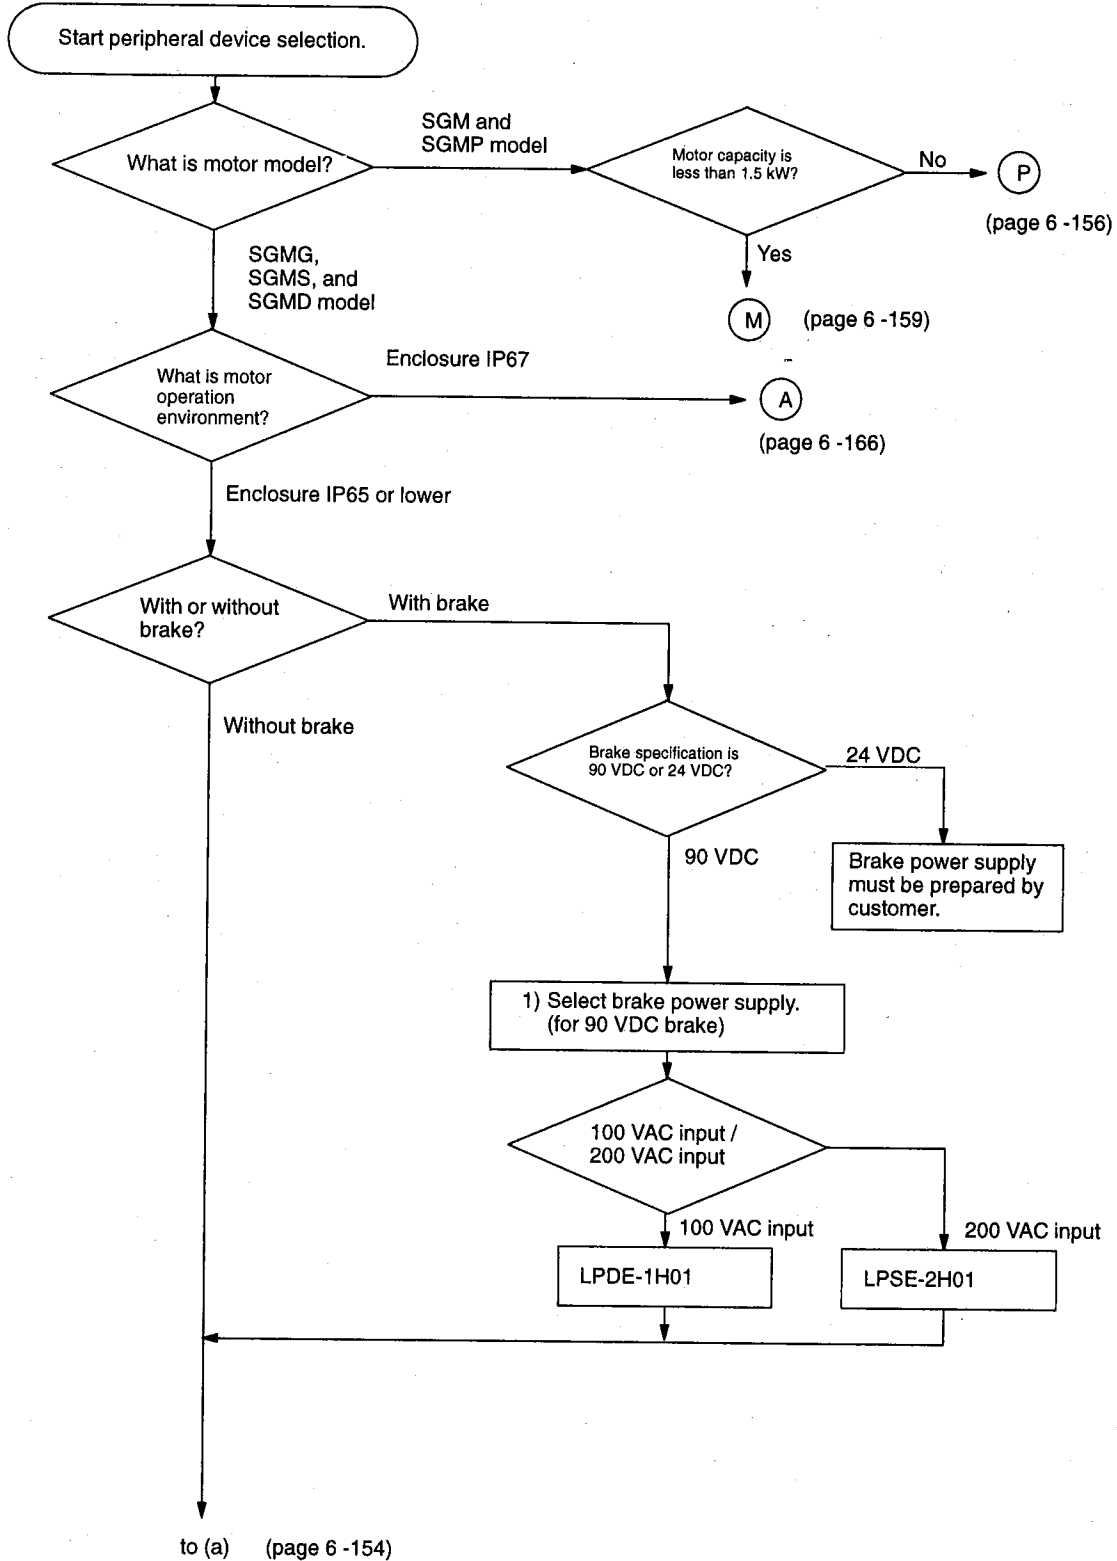 Start peripheral device selection.
What is motor model?
SGM and
SGMP model
Motor capacity is
less than 1.5 kW?
No
P
(page 6 -156)
Yes
M
(page 6 -159)
SGMG,
SGMS, and
SGMD model
What is motor
operation
environment?
Enclosure IP67
A
(page 6 -166)
Enclosure IP65 or lower
With or without
brake?
With brake
Without brake
Brake specification is
90 VDC or 24 VDC?
24 VDC
90 VDC
Brake power supply
must be prepared by
customer.
1) Select brake power supply.
(for 90 VDC brake)
100 VAC input /
200 VAC input
100 VAC input
200 VAC input
LPDE-1H01
LPSE-2H01
to (a)
(page 6 -154)